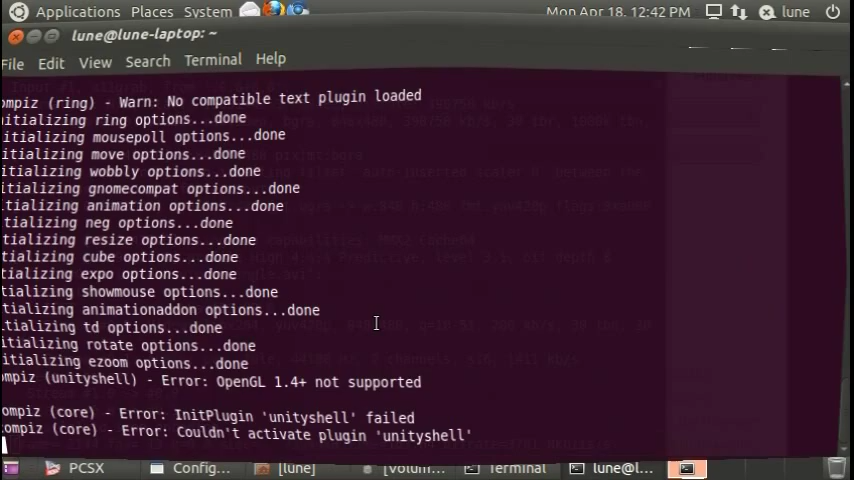 Applications Places System Mon Apr 18, 12:42 PM lune
lune@lune-laptop: ~
File Edit View Search Terminal Help
ompiz (ring) - Warn: No compatible text plugin loaded
nitializing ring options...done
nitializing mousepoll options...done
itializing move options...done
itializing wobbly options...done
itializing gnomecompat options...done
itializing animation options...done
itializing neg options...done
itializing resize options...done
itializing cube options...done
itializing expo options...done
tializing showmouse options...done
tializing animationaddon options...done
tializing td options...done
itializing rotate options...done
itializing ezoom options...done
ompiz (unityshell) - Error: OpenGL 1.4+ not supported
ompiz (core) - Error: InitPlugin 'unityshell' failed
ompiz (core) - Error: Couldn't activate plugin 'unityshell'
PCSX Config... [lune] [Volum... Terminal lune@l...